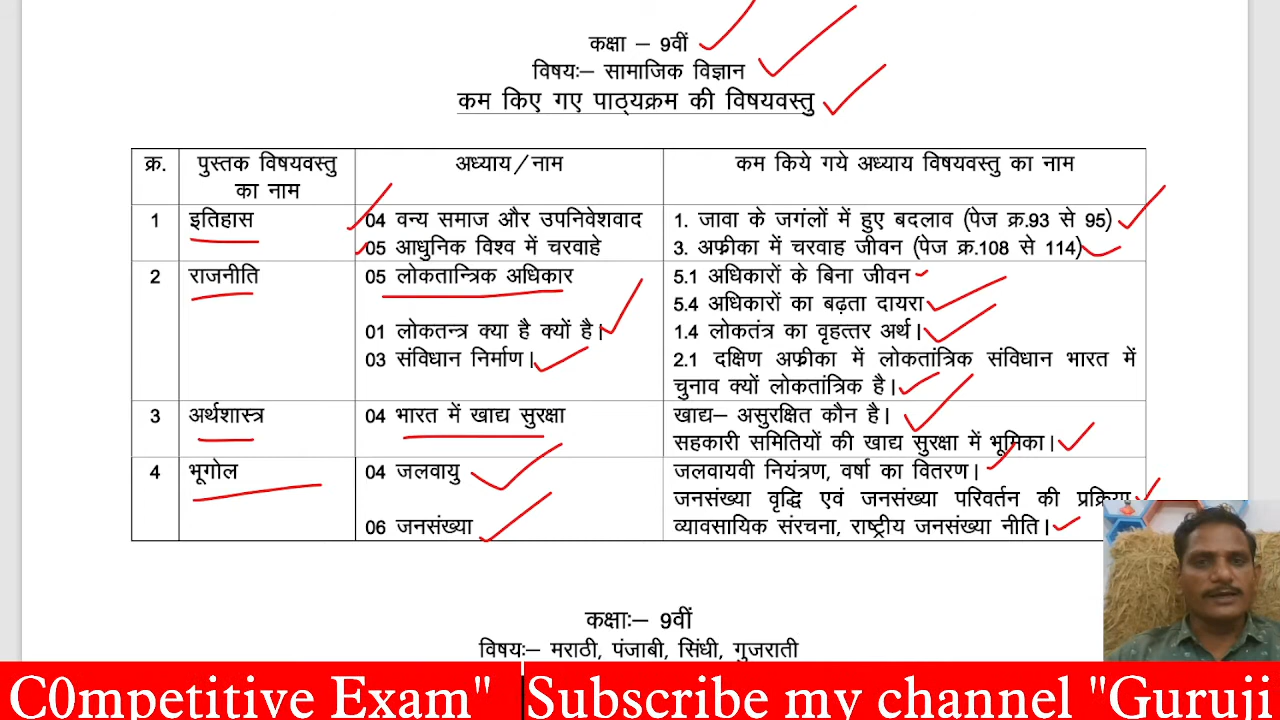 कक्षा – 9वीं
विषयः– सामाजिक विज्ञान
कम किए गए पाठ्यक्रम की विषयवस्तु
क्र. पुस्तक विषयवस्तु का नाम अध्याय/नाम कम किये गये अध्याय विषयवस्तु का नाम
1 इतिहास 04 वन्य समाज और उपनिवेशवाद 1. जावा के जगंलों में हुए बदलाव (पेज क्र.93 से 95)
05 आधुनिक विश्व में चरवाहे 3. अफ्रीका में चरवाह जीवन (पेज क्र.108 से 114)
2 राजनीति 05 लोकतान्त्रिक अधिकार 5.1 अधिकारों के बिना जीवन
5.4 अधिकारों का बढ़ता दायरा
01 लोकतन्त्र क्या है क्यों है। 1.4 लोकतंत्र का वृहत्तर अर्थ।
03 संविधान निर्माण। 2.1 दक्षिण अफ्रीका में लोकतांत्रिक संविधान भारत में
चुनाव क्यों लोकतांत्रिक है।
3 अर्थशास्त्र 04 भारत में खाद्य सुरक्षा खाद्य– असुरक्षित कौन है।
सहकारी समितियों की खाद्य सुरक्षा में भूमिका।
4 भूगोल 04 जलवायु जलवायवी नियंत्रण, वर्षा का वितरण।
जनसंख्या वृद्धि एवं जनसंख्या परिवर्तन की प्रक्रिया
06 जनसंख्या व्यावसायिक संरचना, राष्ट्रीय जनसंख्या नीति।
कक्षाः– 9वीं
विषयः– मराठी, पंजाबी, सिंधी, गुजराती
C0mpetitive Exam" Subscribe my channel "Guruji